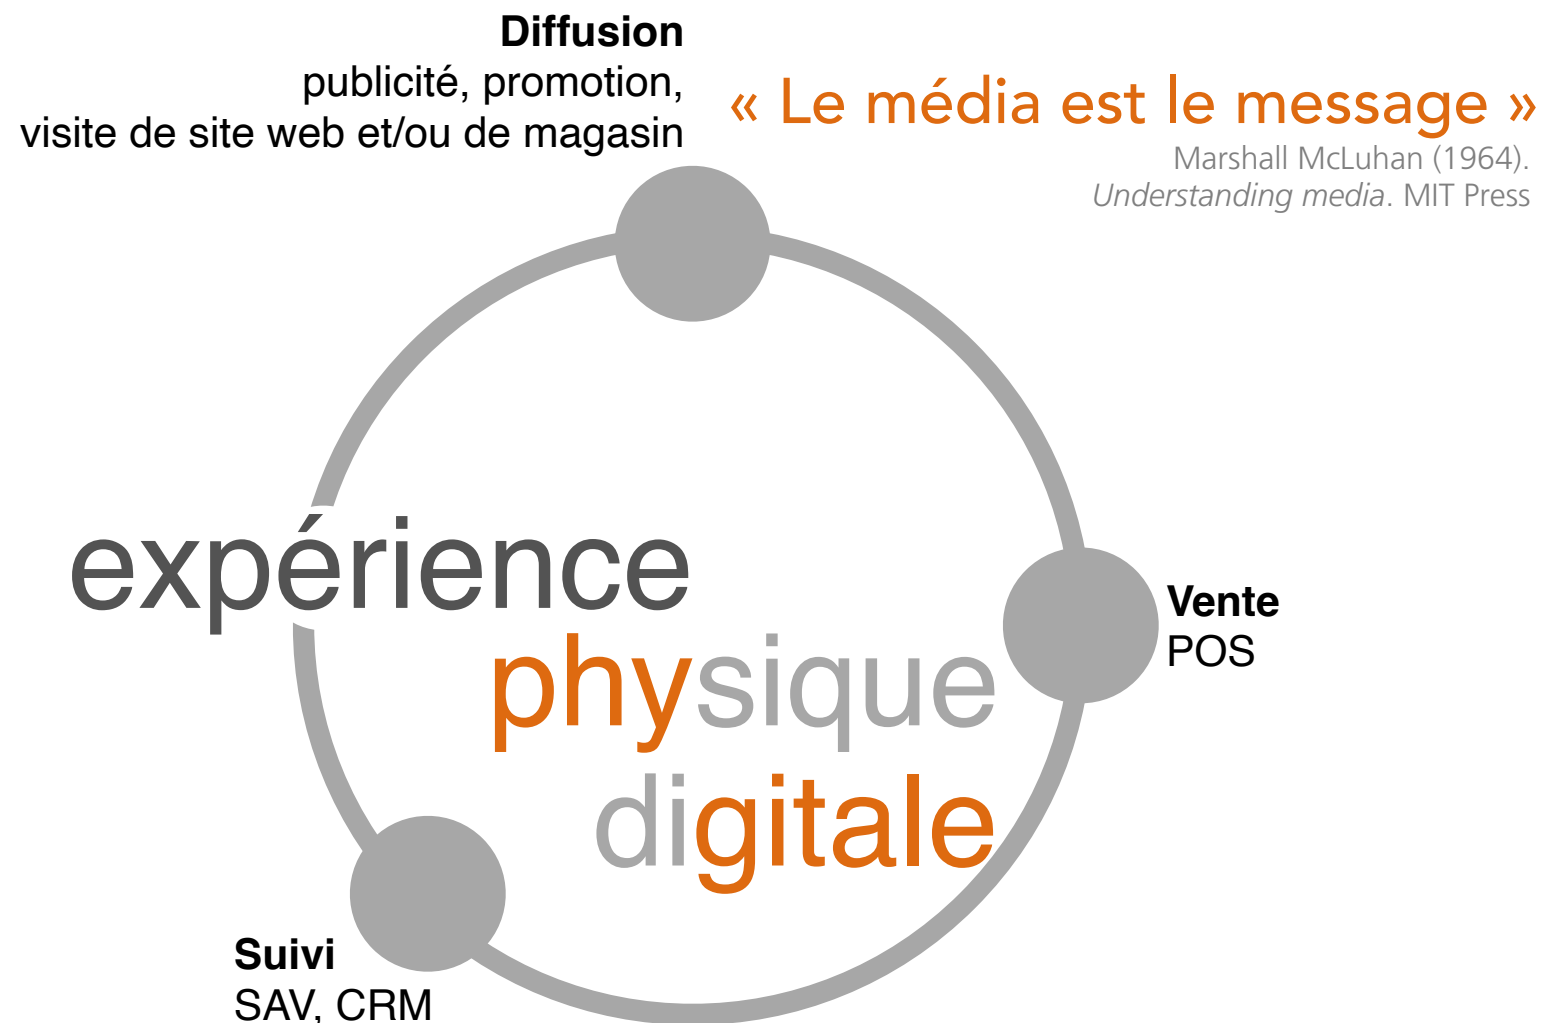 Diffusion
publicité, promotion,
visite de site web et/ou de magasin
« Le média est le message »
Marshall McLuhan (1964).
Understanding media. MIT Press
expérience
physique
digitale
Vente
POS
Suivi
SAV, CRM